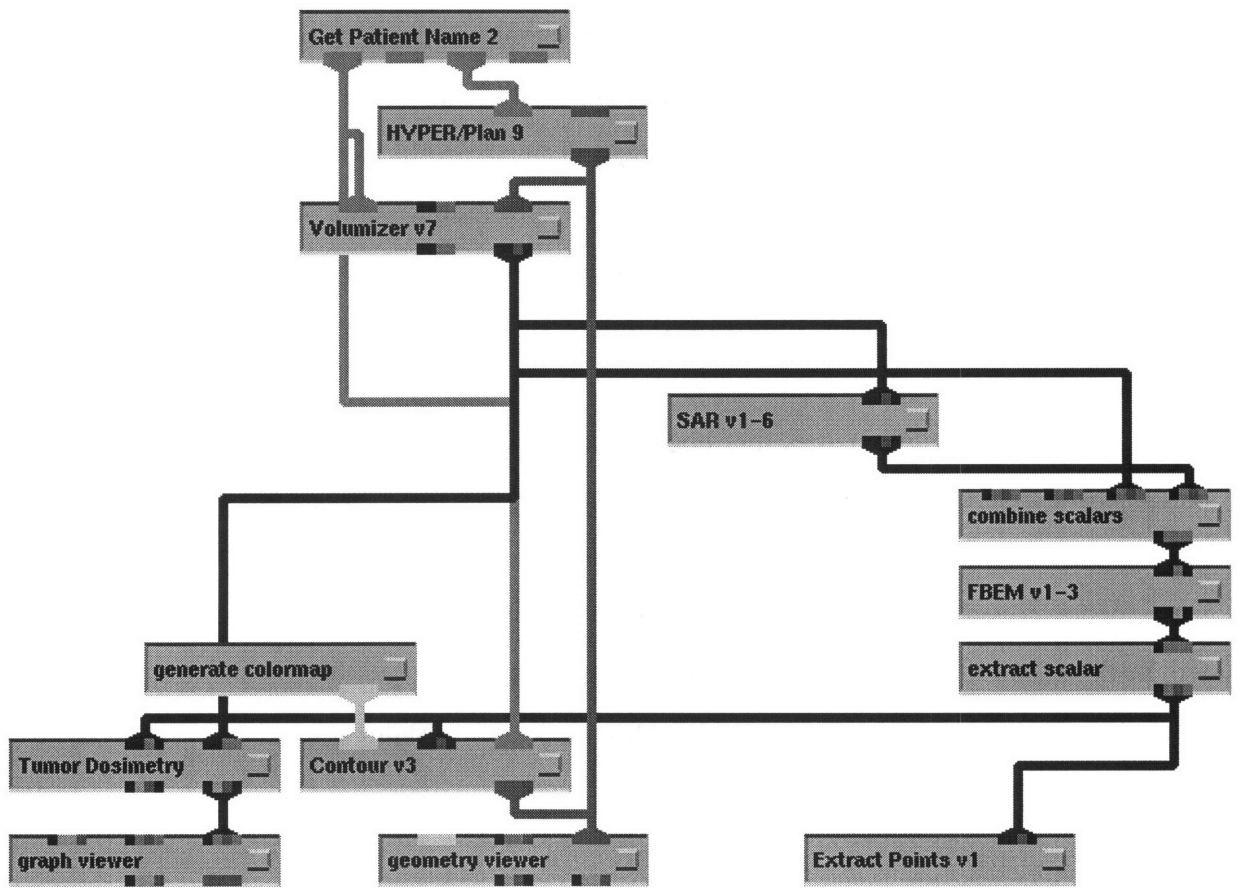 Get Patient Name 2
HYPER/Plan 9
Volumizer v7
SAR v1-6
combine scalars
FBEM v1-3
generate colormap
extract scalar
Tumor Dosimetry
Contour v3
graph viewer
geometry viewer
Extract Points v1